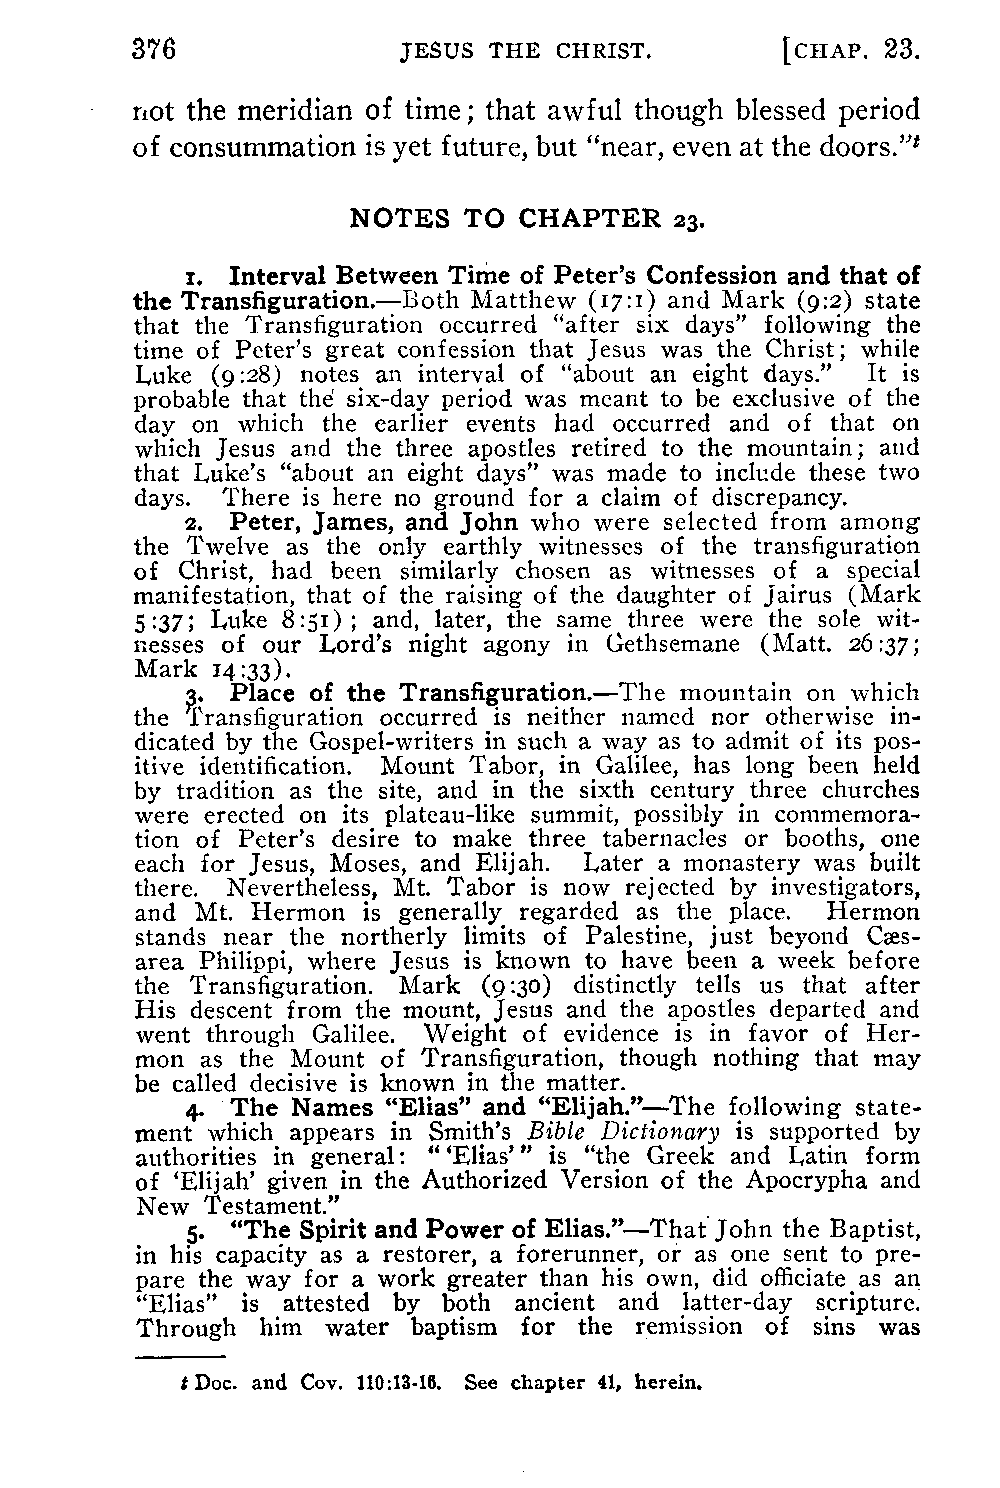 376 JESUS THE CHRIST. [CHAP. 23.
not the meridian of time; that awful though blessed period
of consummation is yet future, but "near, even at the doors."t
NOTES TO CHAPTER 23.
1. Interval Between Time of Peter's Confession and that of
the Transfiguration.—Both Matthew (17:1) and Mark (9:2) state
that the Transfiguration occurred "after six days" following the
time of Peter's great confession that Jesus was the Christ; while
Luke (9:28) notes an interval of "about an eight days." It is
probable that the six-day period was meant to be exclusive of the
day on which the earlier events had occurred and of that on
which Jesus and the three apostles retired to the mountain; and
that Luke's "about an eight days" was made to include these two
days. There is here no ground for a claim of discrepancy.
2. Peter, James, and John who were selected from among
the Twelve as the only earthly witnesses of the transfiguration
of Christ, had been similarly chosen as witnesses of a special
manifestation, that of the raising of the daughter of Jairus (Mark
5:37; Luke 8:51); and, later, the same three were the sole wit-
nesses of our Lord's night agony in Gethsemane (Matt. 26:37;
Mark 14:33).
3. Place of the Transfiguration.—The mountain on which
the Transfiguration occurred is neither named nor otherwise in-
dicated by the Gospel-writers in such a way as to admit of its pos-
itive identification. Mount Tabor, in Galilee, has long been held
by tradition as the site, and in the sixth century three churches
were erected on its plateau-like summit, possibly in commemora-
tion of Peter's desire to make three tabernacles or booths, one
each for Jesus, Moses, and Elijah. Later a monastery was built
there. Nevertheless, Mt. Tabor is now rejected by investigators,
and Mt. Hermon is generally regarded as the place. Hermon
stands near the northerly limits of Palestine, just beyond Cæs-
area Philippi, where Jesus is known to have been a week before
the Transfiguration. Mark (9:30) distinctly tells us that after
His descent from the mount, Jesus and the apostles departed and
went through Galilee. Weight of evidence is in favor of Her-
mon as the Mount of Transfiguration, though nothing that may
be called decisive is known in the matter.
4. The Names "Elias" and "Elijah."—The following state-
ment which appears in Smith's Bible Dictionary is supported by
authorities in general: "'Elias'" is "the Greek and Latin form
of 'Elijah' given in the Authorized Version of the Apocrypha and
New Testament."
5. "The Spirit and Power of Elias."—That John the Baptist,
in his capacity as a restorer, a forerunner, or as one sent to pre-
pare the way for a work greater than his own, did officiate as an
"Elias" is attested by both ancient and latter-day scripture.
Through him water baptism for the remission of sins was
t Doc. and Cov. 110:13-16. See chapter 41, herein.